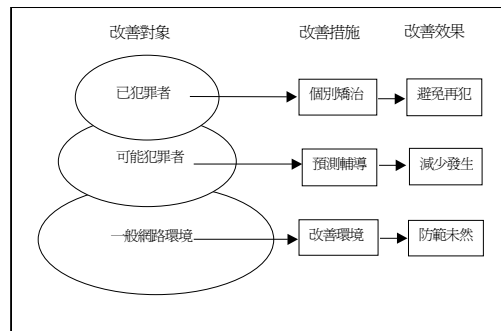 改善對象 改善措施 改善效果
已犯罪者 個別矯治 避免再犯
可能犯罪者 預測輔導 減少發生
一般網路環境 改善環境 防範未然